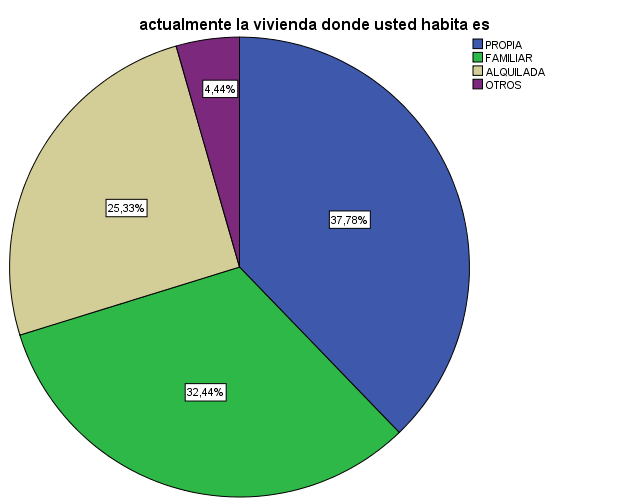 actualmente la vivienda donde usted habita es
PROPIA
FAMILIAR
ALQUILADA
OTROS
4,44%
25,33%
37,78%
32,44%